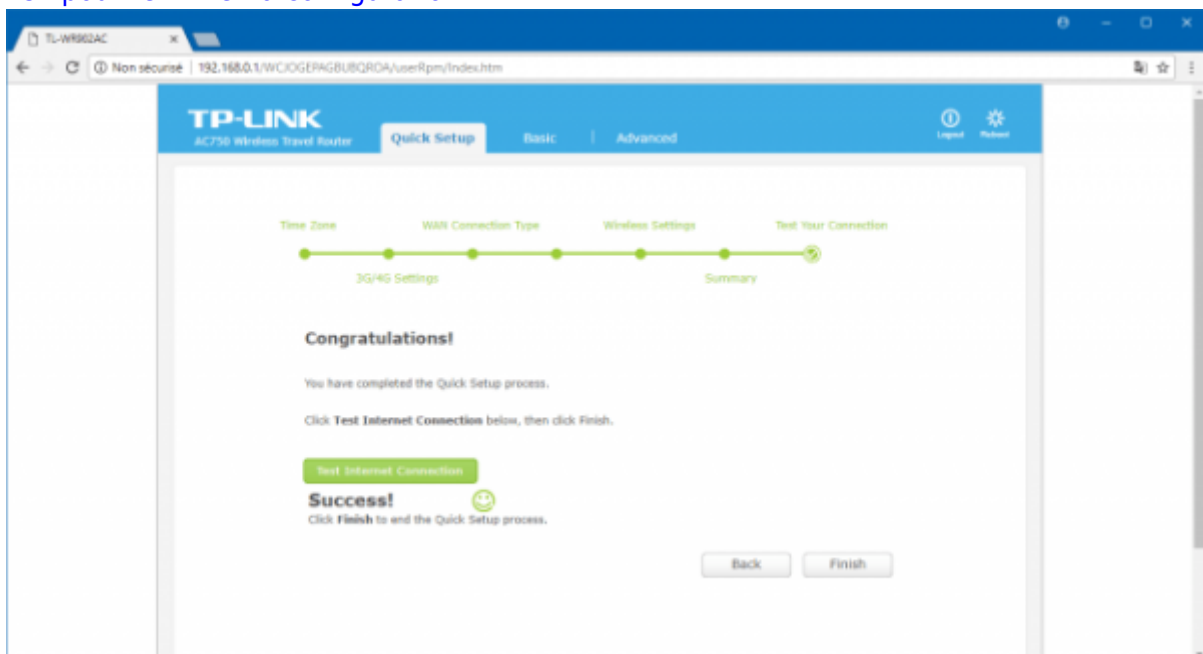 TL-WR902AC
Non sécurisé | 192.168.0.1/WCJOGEPAGBUBQROA/userRpm/Index.htm
TP-LINK
AC750 Wireless Travel Router
Quick Setup
Basic
Advanced
Logout
Reboot
Time Zone
WAN Connection Type
Wireless Settings
Test Your Connection
3G/4G Settings
Summary
Congratulations!
You have completed the Quick Setup process.
Click Test Internet Connection below, then click Finish.
Test Internet Connection
Success!
Click Finish to end the Quick Setup process.
Back
Finish